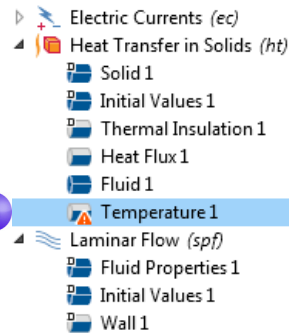 Electric Currents (ec)
Heat Transfer in Solids (ht)
Solid 1
Initial Values 1
Thermal Insulation 1
Heat Flux 1
Fluid 1
Temperature 1
Laminar Flow (spf)
Fluid Properties 1
Initial Values 1
Wall 1